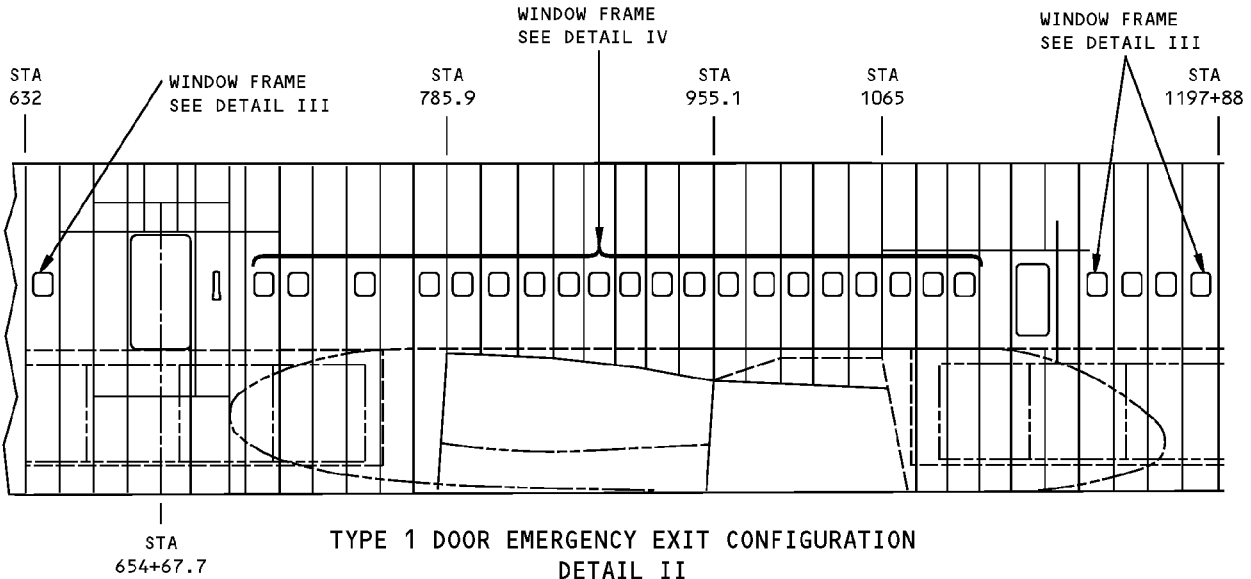 WINDOW FRAME
SEE DETAIL IV
WINDOW FRAME
SEE DETAIL III
STA
632
WINDOW FRAME
SEE DETAIL III
STA
785.9
STA
955.1
STA
1065
STA
1197+88
STA
654+67.7
TYPE 1 DOOR EMERGENCY EXIT CONFIGURATION
DETAIL II